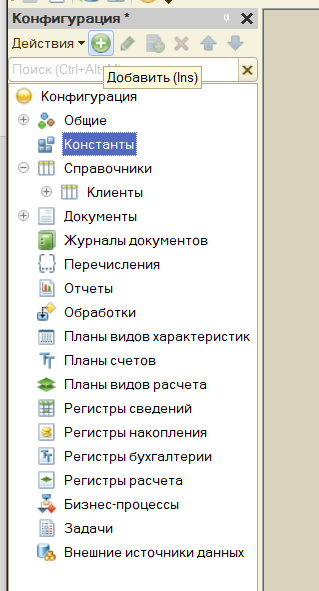 Конфигурация *
Действия
Поиск (Ctrl+Alt+
Добавить (Ins)
Конфигурация
Общие
Константы
Справочники
Клиенты
Документы
Журналы документов
Перечисления
Отчеты
Обработки
Планы видов характеристик
Планы счетов
Планы видов расчета
Регистры сведений
Регистры накопления
Регистры бухгалтерии
Регистры расчета
Бизнес-процессы
Задачи
Внешние источники данных